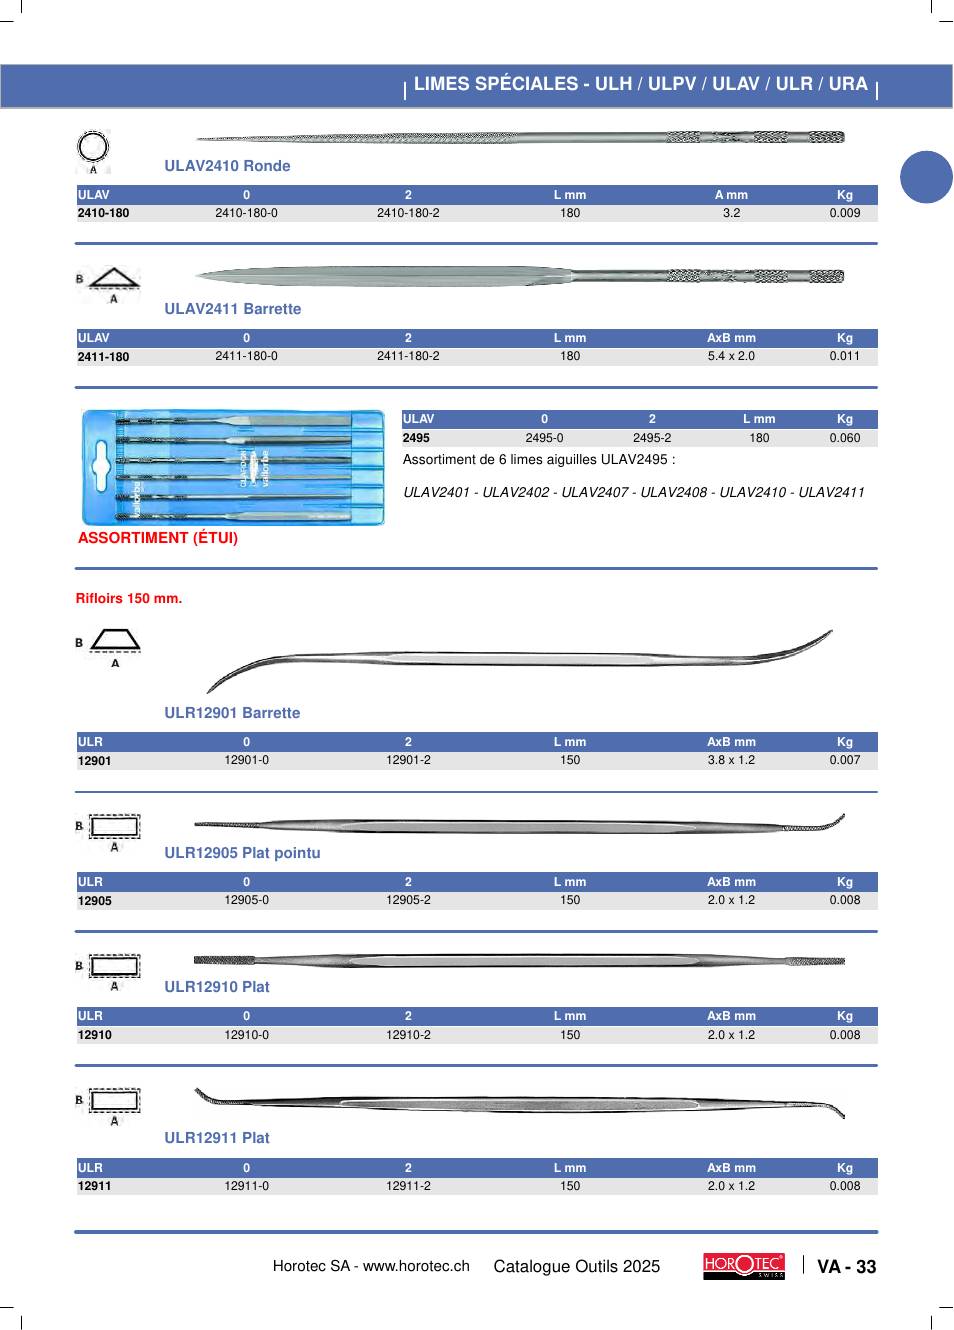 LIMES SPÉCIALES - ULH / ULPV / ULAV / ULR / URA
A
ULAV2410 Ronde
ULAV 0 2 L mm A mm Kg
2410-180 2410-180-0 2410-180-2 180 3.2 0.009
B
A
ULAV2411 Barrette
ULAV 0 2 L mm AxB mm Kg
2411-180 2411-180-0 2411-180-2 180 5.4 x 2.0 0.011
ULAV 0 2 L mm Kg
2495 2495-0 2495-2 180 0.060
Assortiment de 6 limes aiguilles ULAV2495 :
ULAV2401 - ULAV2402 - ULAV2407 - ULAV2408 - ULAV2410 - ULAV2411
vallorbe
vallorbe
ASSORTIMENT (ÉTUI)
Rifloirs 150 mm.
B
A
ULR12901 Barrette
ULR 0 2 L mm AxB mm Kg
12901 12901-0 12901-2 150 3.8 x 1.2 0.007
B
A
ULR12905 Plat pointu
ULR 0 2 L mm AxB mm Kg
12905 12905-0 12905-2 150 2.0 x 1.2 0.008
B
A
ULR12910 Plat
ULR 0 2 L mm AxB mm Kg
12910 12910-0 12910-2 150 2.0 x 1.2 0.008
B
A
ULR12911 Plat
ULR 0 2 L mm AxB mm Kg
12911 12911-0 12911-2 150 2.0 x 1.2 0.008
Horotec SA - www.horotec.ch Catalogue Outils 2025 HOROTEC SWISS VA - 33